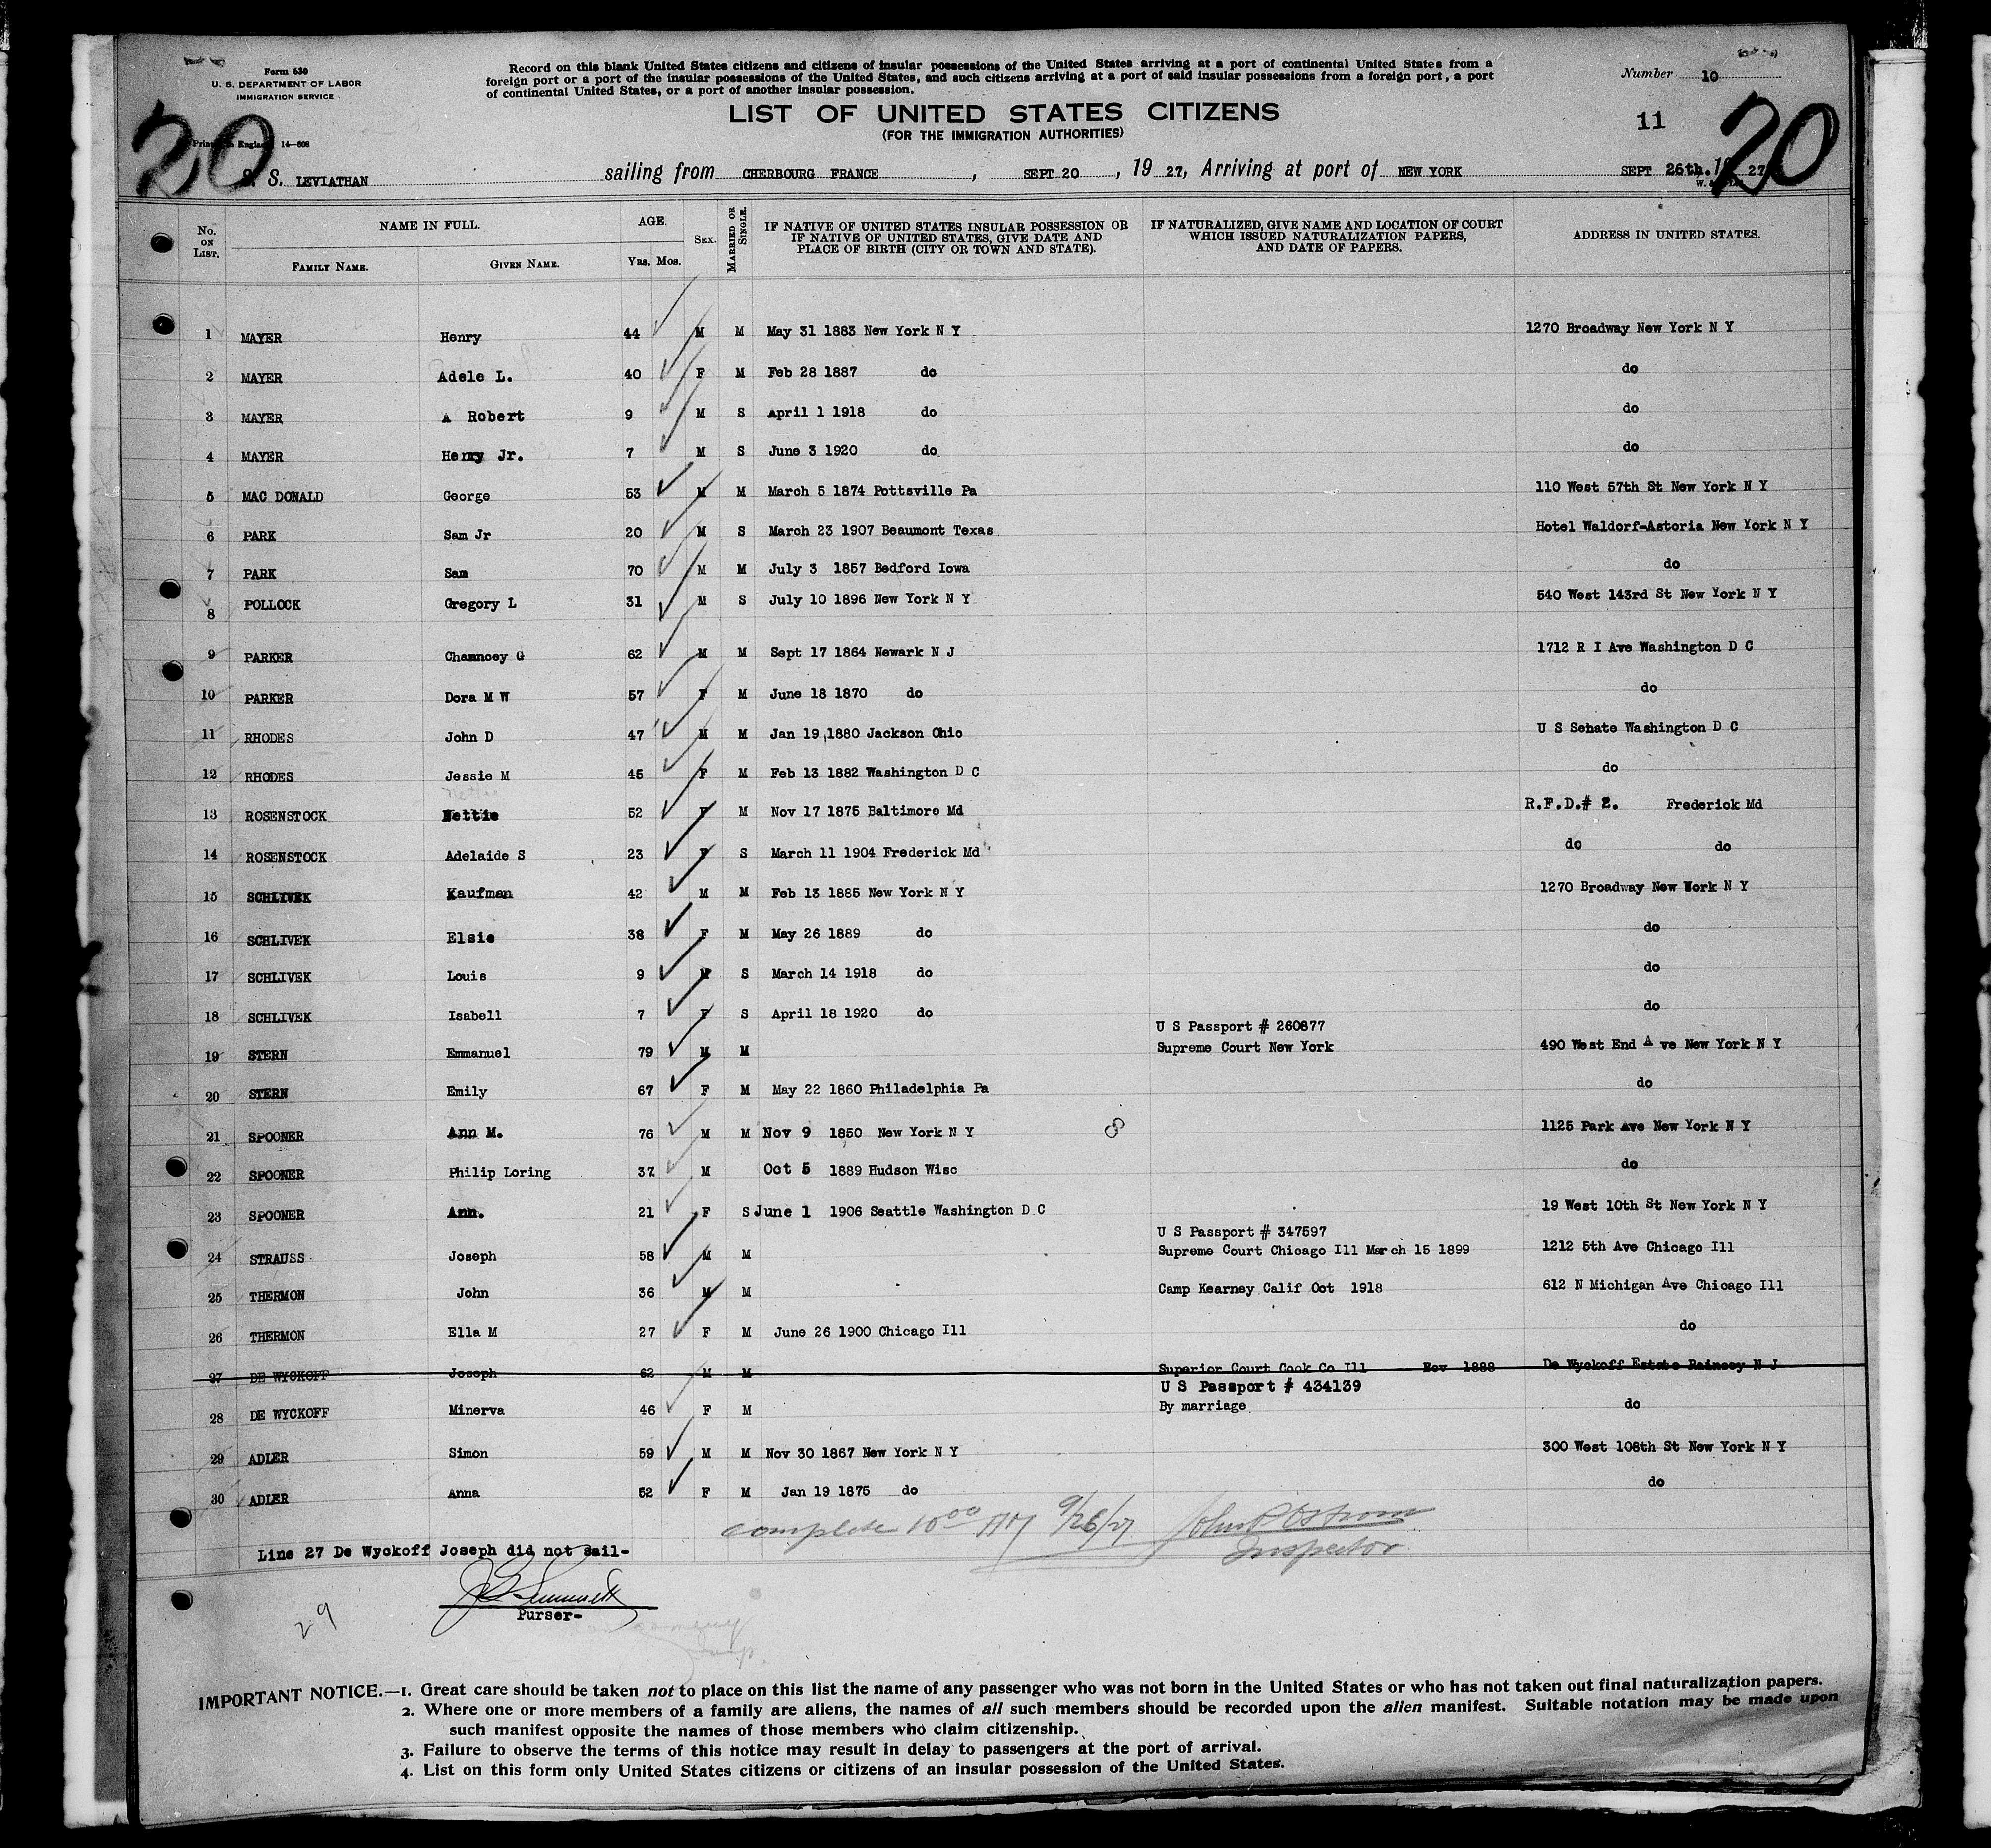 Form 630
U. S. DEPARTMENT OF LABOR
IMMIGRATION SERVICE
Record on this blank United States citizens and citizens of insular possessions of the United States arriving at a port of continental United States from a
foreign port or a port of the insular possessions of the United States, and such citizens arriving at a port of said insular possessions from a foreign port, a port
of continental United States, or a port of another insular possession.
Number 10
LIST OF UNITED STATES CITIZENS
(FOR THE IMMIGRATION AUTHORITIES)
11
20 20
England 14—608
S. S. LEVIATHAN sailing from CHERBOURG FRANCE, SEPT 20, 19 27, Arriving at port of NEW YORK SEPT 26th. 19 27
No. ON LIST. NAME IN FULL. FAMILY NAME. GIVEN NAME. AGE. YRS. MOS. SEX. MARRIED OR SINGLE. IF NATIVE OF UNITED STATES INSULAR POSSESSION OR IF NATIVE OF UNITED STATES, GIVE DATE AND PLACE OF BIRTH (CITY OR TOWN AND STATE). IF NATURALIZED, GIVE NAME AND LOCATION OF COURT WHICH ISSUED NATURALIZATION PAPERS, AND DATE OF PAPERS. ADDRESS IN UNITED STATES.
1 MAYER Henry 44 M M May 31 1883 New York N Y 1270 Broadway New York N Y
2 MAYER Adele L. 40 F M Feb 28 1887 do do
3 MAYER A Robert 9 M S April 1 1918 do do
4 MAYER Henry Jr. 7 M S June 3 1920 do do
5 MAC DONALD George 53 M M March 5 1874 Pottsville Pa 110 West 57th St New York N Y
6 PARK Sam Jr 20 M S March 23 1907 Beaumont Texas Hotel Waldorf-Astoria New York N Y
7 PARK Sam 70 M M July 3 1857 Bedford Iowa do
8 POLLOCK Gregory L 31 M S July 10 1896 New York N Y 540 West 143rd St New York N Y
9 PARKER Channcey G 62 M M Sept 17 1864 Newark N J 1712 R I Ave Washington D C
10 PARKER Dora M W 57 F M June 18 1870 do do
11 RHODES John D 47 M M Jan 19 1880 Jackson Ohio U S Senate Washington D C
12 RHODES Jessie M 45 F M Feb 13 1882 Washington D C do
13 ROSENSTOCK Nettie 52 F M Nov 17 1875 Baltimore Md R.F.D.# 2. Frederick Md
14 ROSENSTOCK Adelaide S 23 F S March 11 1904 Frederick Md do do
15 SCHLIVEK Kaufman 42 M M Feb 13 1885 New York N Y 1270 Broadway New Work N Y
16 SCHLIVEK Elsie 38 F M May 26 1889 do do
17 SCHLIVEK Louis 9 M S March 14 1918 do do
18 SCHLIVEK Isabell 7 F S April 18 1920 do do
U S Passport # 260877
19 STERN Emmanuel 79 M M Supreme Court New York 490 West End A ve New York N Y
20 STERN Emily 67 F M May 22 1860 Philadelphia Pa do
21 SPOONER Ann M. 76 M M Nov 9 1850 New York N Y 1125 Park Ave New York N Y
22 SPOONER Philip Loring 37 M Oct 5 1889 Hudson Wisc do
23 SPOONER Ann. 21 F S June 1 1906 Seattle Washington D C 19 West 10th St New York N Y
U S Passport # 347597
24 STRAUSS Joseph 58 M M Supreme Court Chicago Ill March 15 1899 1212 5th Ave Chicago Ill
25 THERMON John 36 M M Camp Kearney Calif Oct 1918 612 N Michigan Ave Chicago Ill
26 THERMON Ella M 27 F M June 26 1900 Chicago Ill do
27 DE WYCKOFF Joseph 62 M M Superior Court Cook Co Ill Nov 1888 De Wyckoff Estate Ramsey N J
U S Passport # 434139
28 DE WYCKOFF Minerva 46 F M By marriage do
29 ADLER Simon 59 M M Nov 30 1867 New York N Y 300 West 108th St New York N Y
30 ADLER Anna 52 F M Jan 19 1875 do do
complete 10 00 AM 9/26/27 John P Ostrom
Inspector
Line 27 De Wyckoff Joseph did not sail-
Purser-
29
IMPORTANT NOTICE.—1. Great care should be taken not to place on this list the name of any passenger who was not born in the United States or who has not taken out final naturalization papers.
2. Where one or more members of a family are aliens, the names of all such members should be recorded upon the alien manifest. Suitable notation may be made upon
such manifest opposite the names of those members who claim citizenship.
3. Failure to observe the terms of this notice may result in delay to passengers at the port of arrival.
4. List on this form only United States citizens or citizens of an insular possession of the United States.